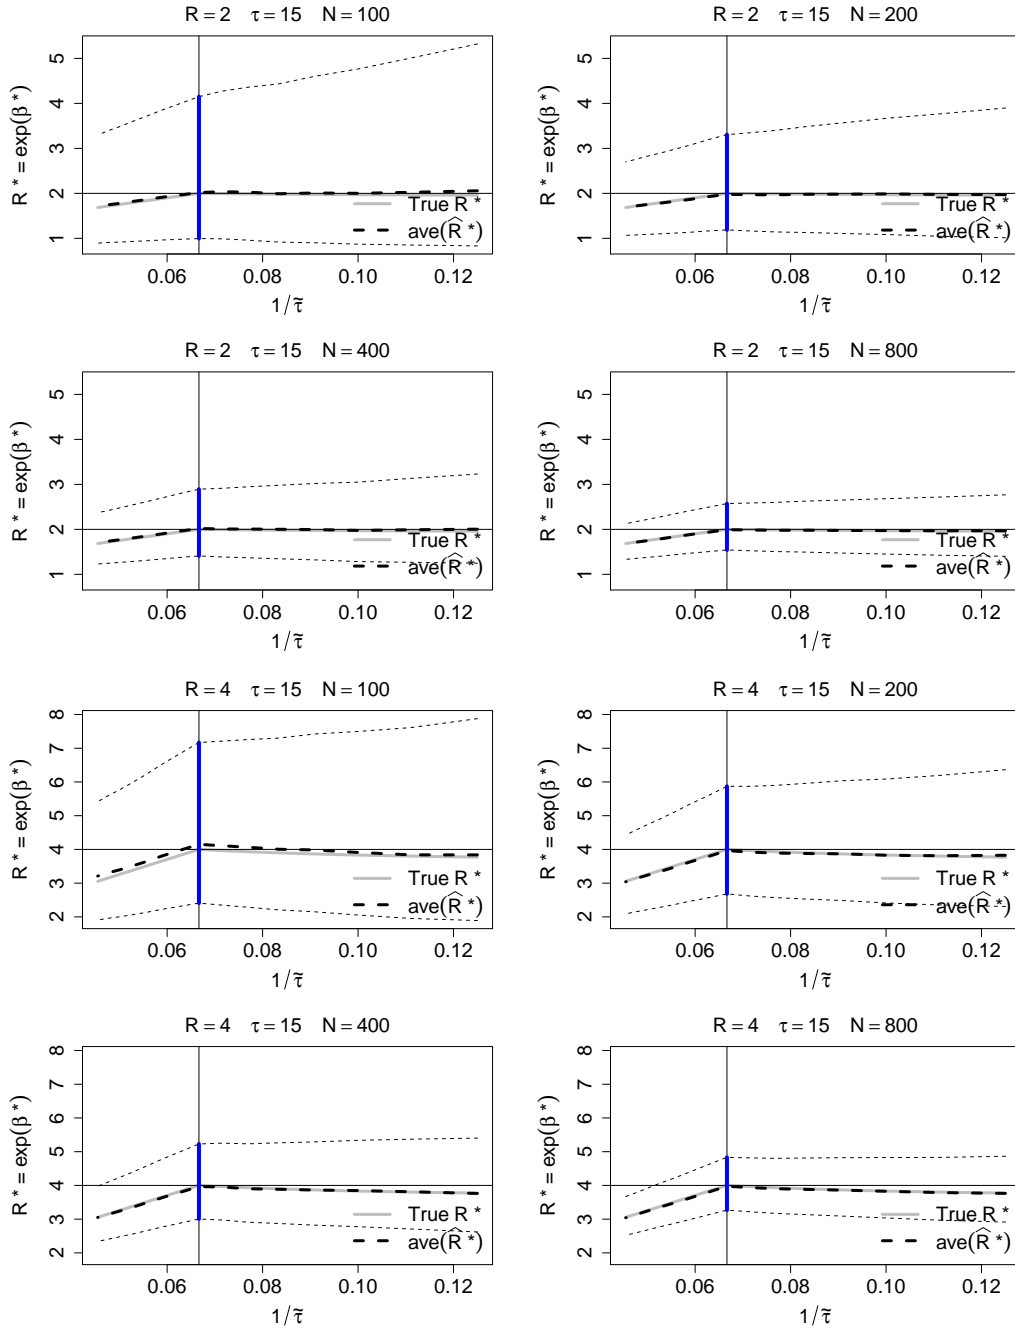 R = 2 τ = 15 N = 100
R * = exp(β *)
5
4
3
2
1
True R *
ave(R̂ *)
0.06 0.08 0.10 0.12
1/τ̃
R = 2 τ = 15 N = 200
R * = exp(β *)
5
4
3
2
1
True R *
ave(R̂ *)
0.06 0.08 0.10 0.12
1/τ̃
R = 2 τ = 15 N = 400
R * = exp(β *)
5
4
3
2
1
True R *
ave(R̂ *)
0.06 0.08 0.10 0.12
1/τ̃
R = 2 τ = 15 N = 800
R * = exp(β *)
5
4
3
2
1
True R *
ave(R̂ *)
0.06 0.08 0.10 0.12
1/τ̃
R = 4 τ = 15 N = 100
R * = exp(β *)
8
7
6
5
4
3
2
True R *
ave(R̂ *)
0.06 0.08 0.10 0.12
1/τ̃
R = 4 τ = 15 N = 200
R * = exp(β *)
8
7
6
5
4
3
2
True R *
ave(R̂ *)
0.06 0.08 0.10 0.12
1/τ̃
R = 4 τ = 15 N = 400
R * = exp(β *)
8
7
6
5
4
3
2
True R *
ave(R̂ *)
0.06 0.08 0.10 0.12
1/τ̃
R = 4 τ = 15 N = 800
R * = exp(β *)
8
7
6
5
4
3
2
True R *
ave(R̂ *)
0.06 0.08 0.10 0.12
1/τ̃